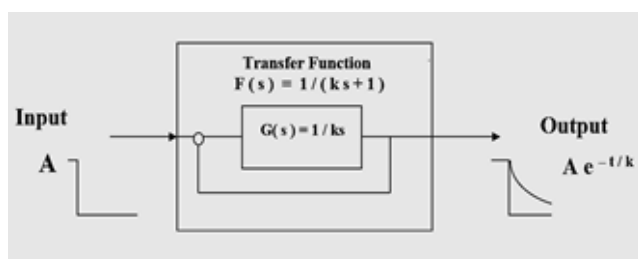 Transfer Function
F(s) = 1/(ks+1)
Input
G(s)=1/ks
Output
A
A e^{-t/k}